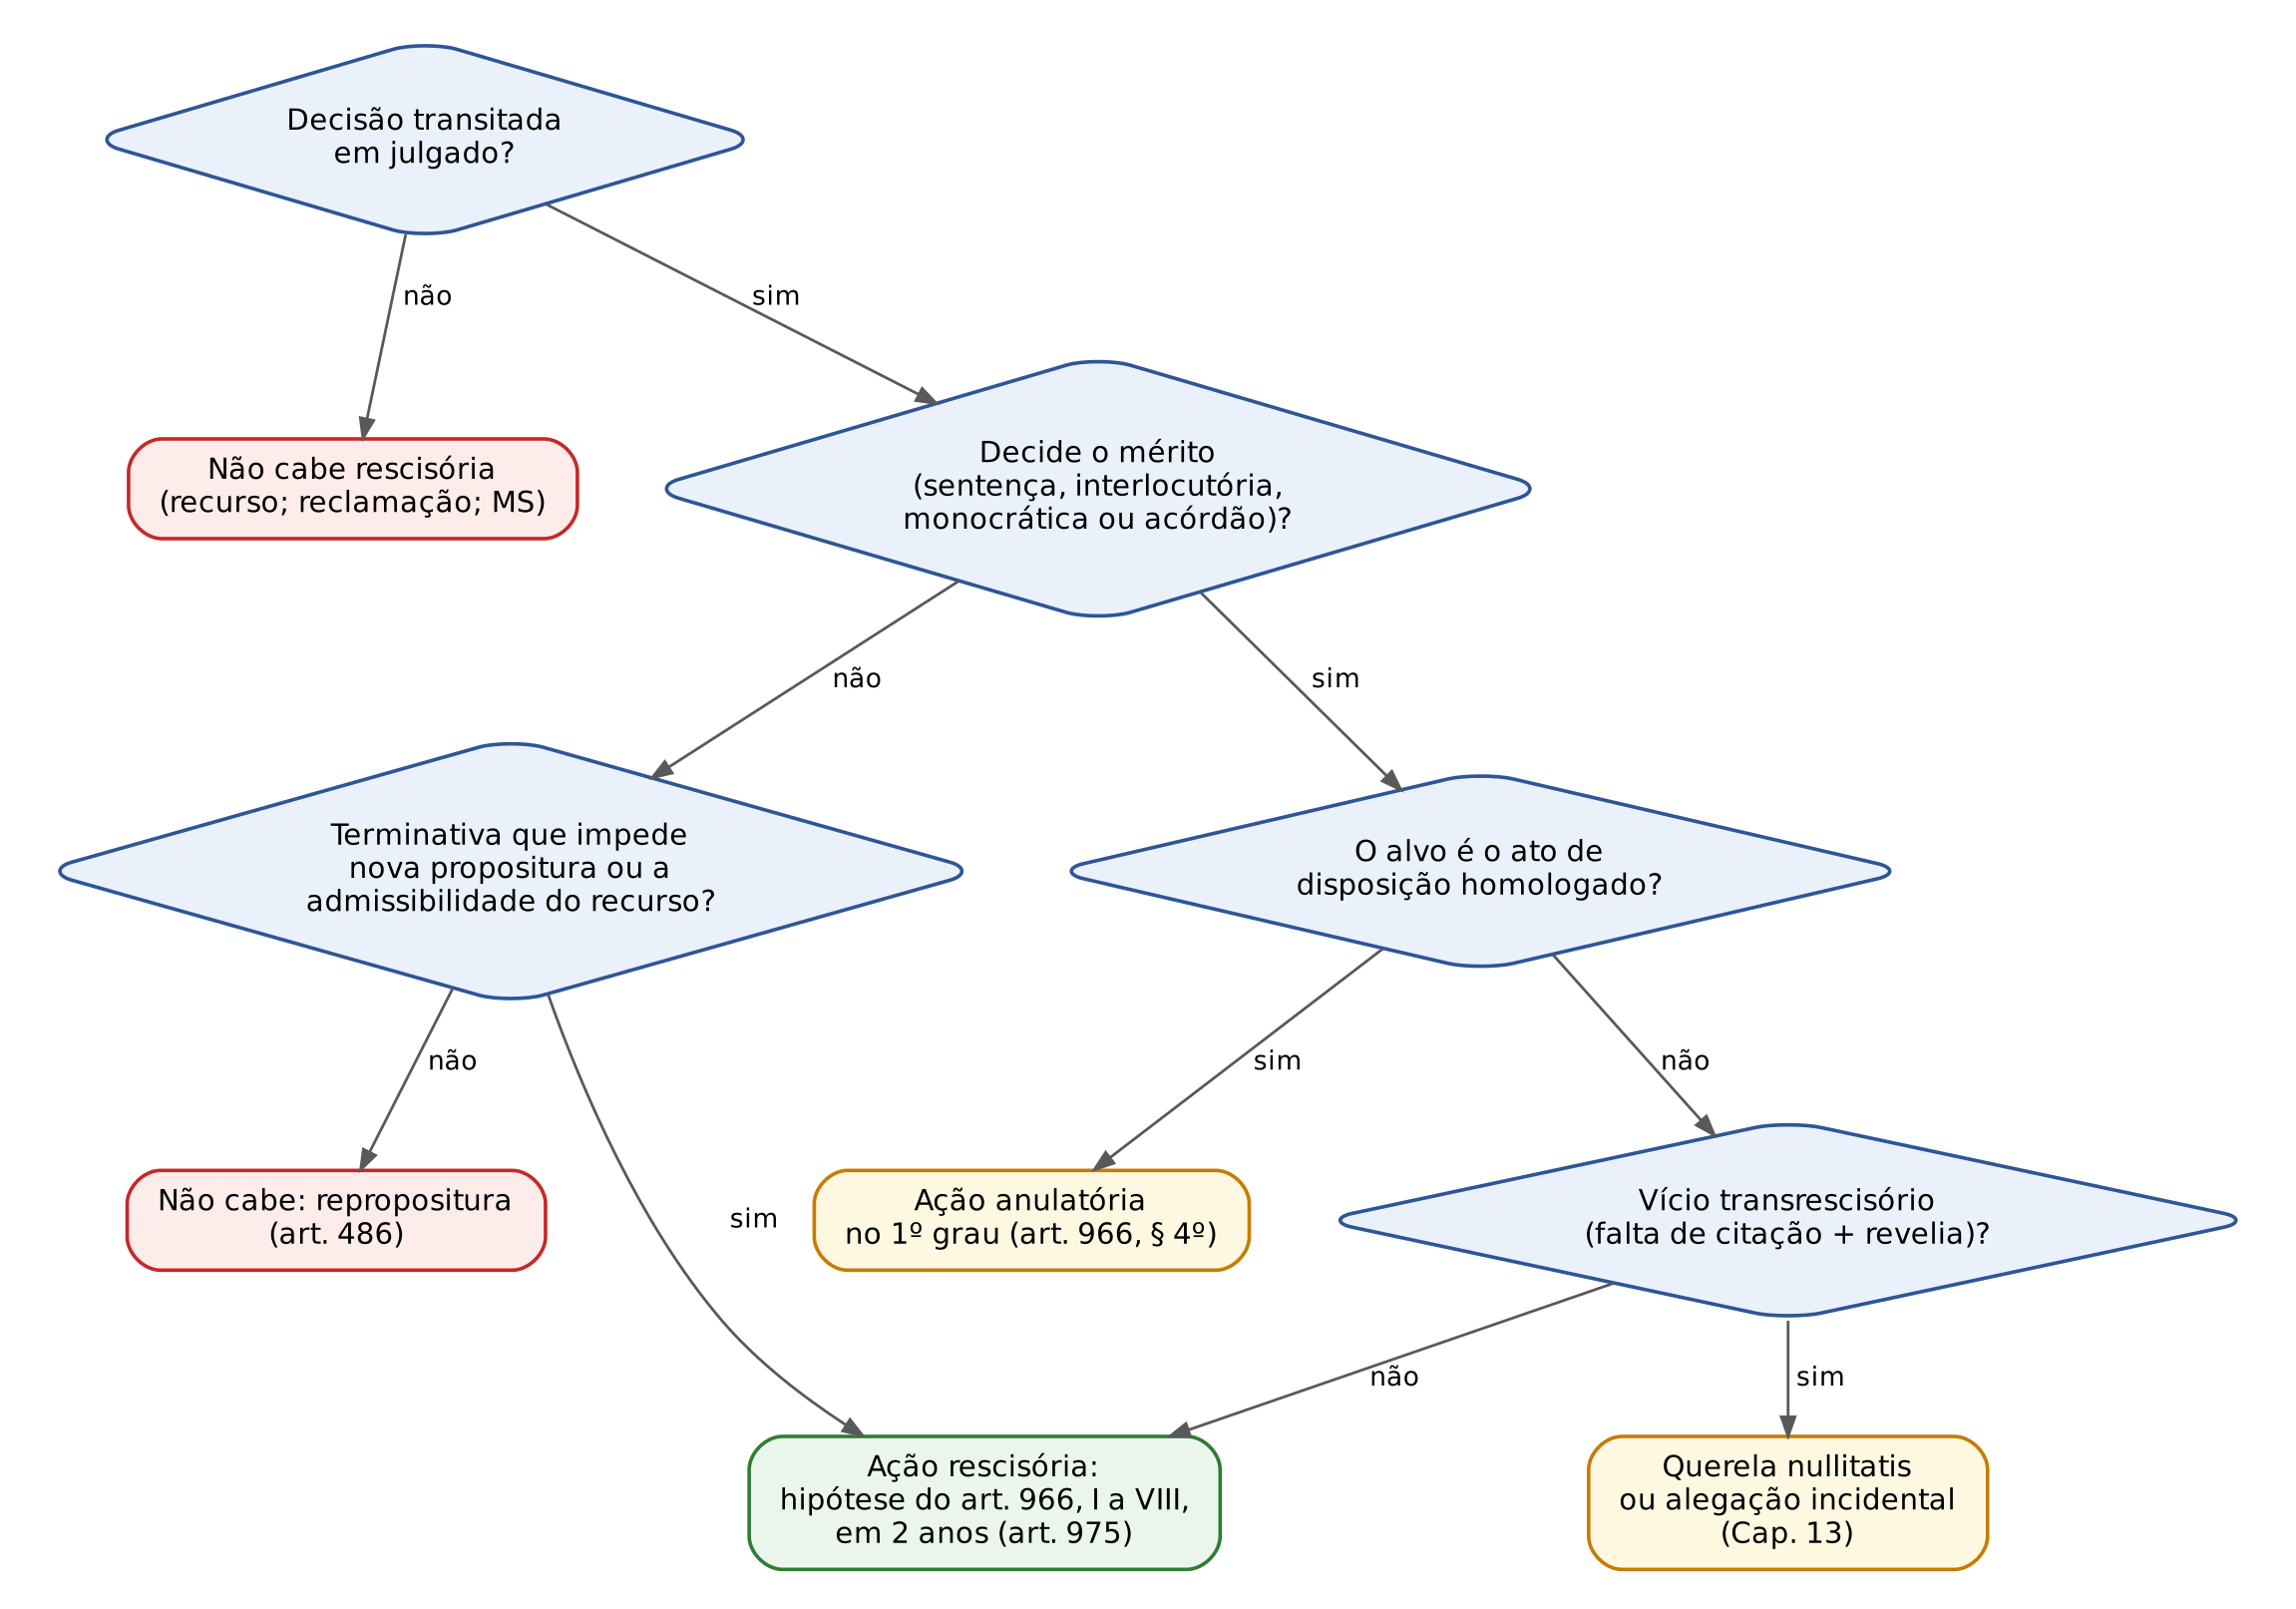 Decisão transitada
em julgado?
não
sim
Decide o mérito
(sentença, interlocutória,
monocrática ou acórdão)?
Não cabe rescisória
(recurso; reclamação; MS)
não
sim
Terminativa que impede
nova propositura ou a
admissibilidade do recurso?
O alvo é o ato de
disposição homologado?
não
sim
sim
não
Não cabe: repropositura
(art. 486)
Ação anulatória
no 1º grau (art. 966, § 4º)
Vício transrescisório
(falta de citação + revelia)?
não
sim
Ação rescisória:
hipótese do art. 966, I a VIII,
em 2 anos (art. 975)
Querela nullitatis
ou alegação incidental
(Cap. 13)